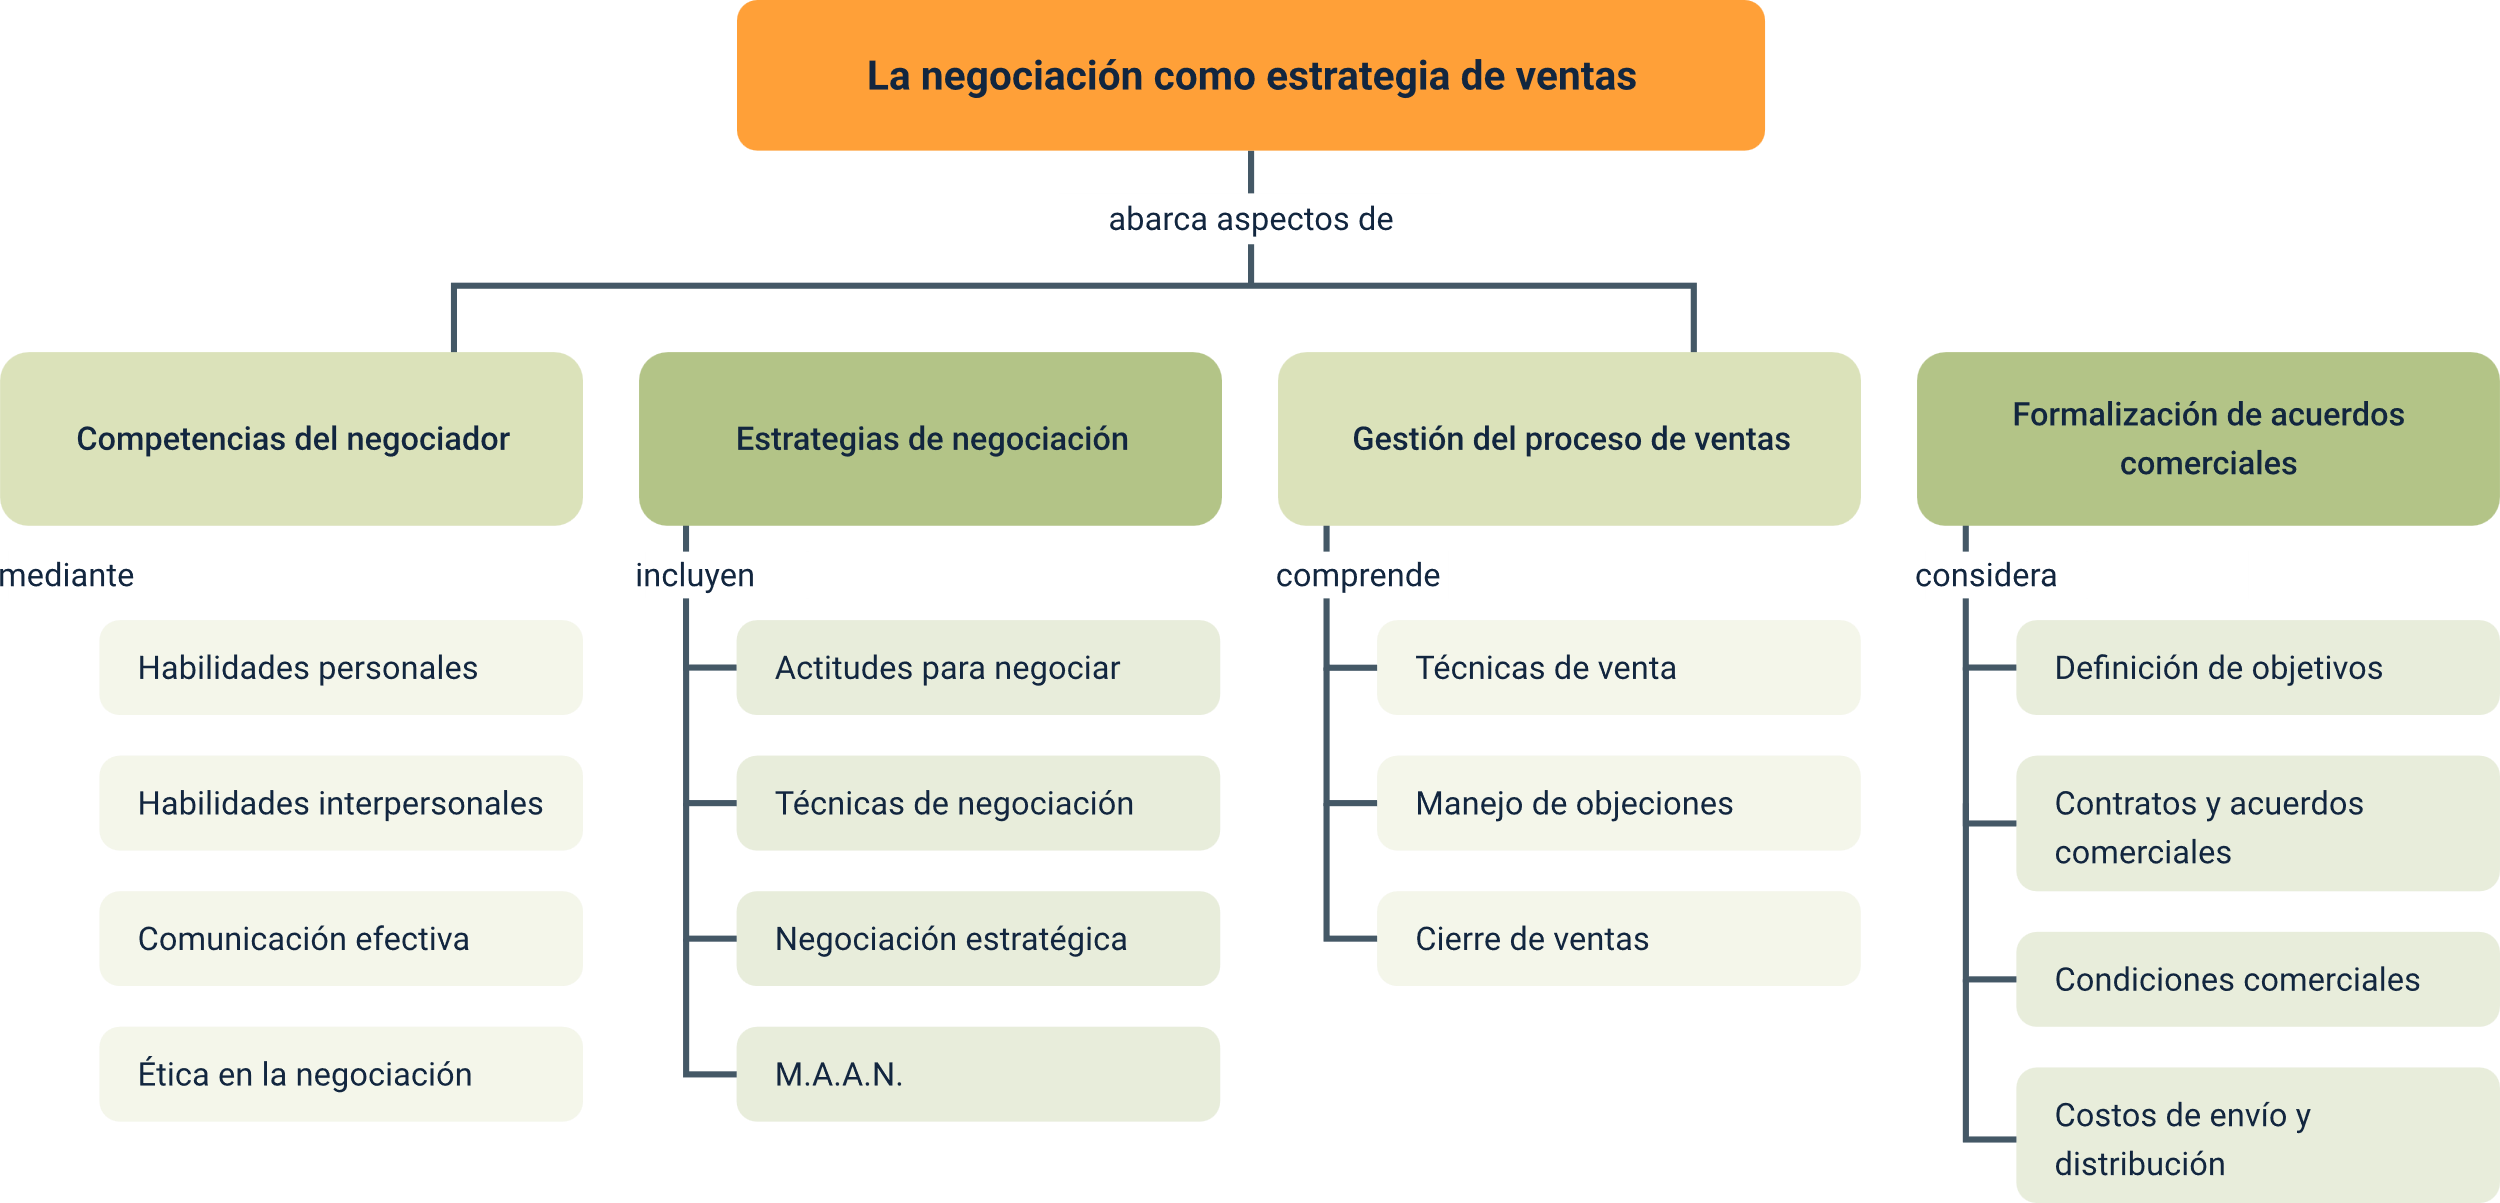 La negociación como estrategia de ventas
abarca aspectos de
Competencias del negociador
mediante
Habilidades personales
Habilidades interpersonales
Comunicación efectiva
Ética en la negociación
Estrategias de negociación
incluyen
Actitudes para negociar
Técnicas de negociación
Negociación estratégica
M.A.A.N.
Gestión del proceso de ventas
comprende
Técnicas de venta
Manejo de objeciones
Cierre de ventas
Formalización de acuerdos
comerciales
considera
Definición de objetivos
Contratos y acuerdos
comerciales
Condiciones comerciales
Costos de envío y
distribución